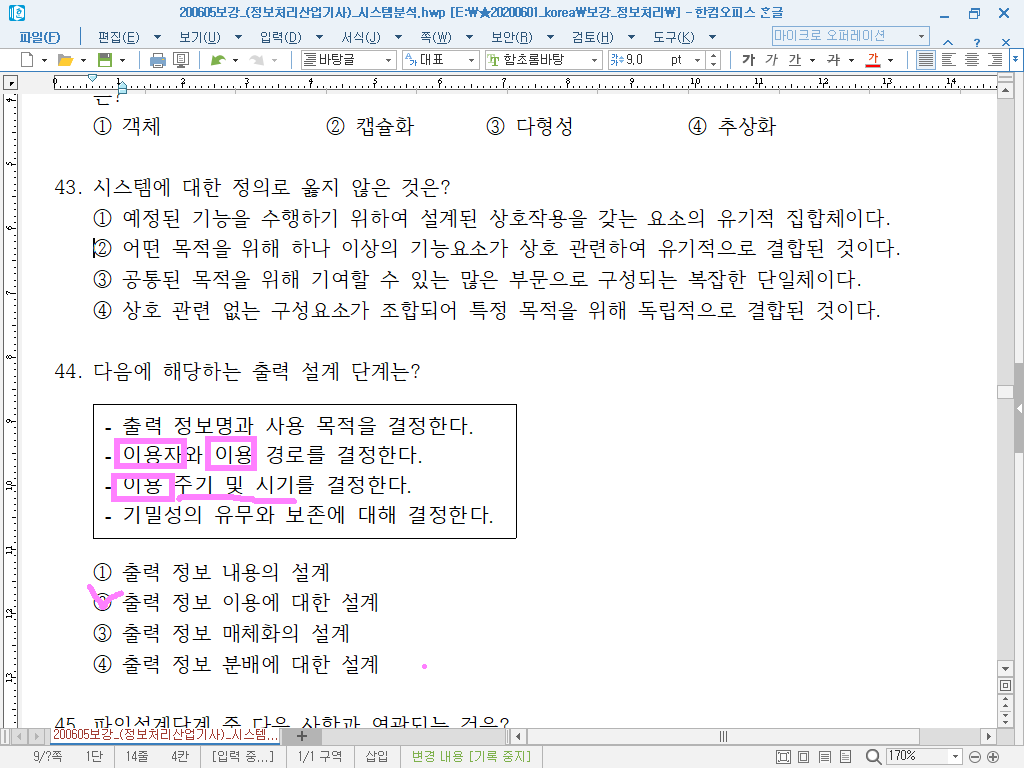 200605보강_(정보처리산업기사)_시스템분석.hwp [E:₩★20200601_korea₩보강_정보처리₩] - 한컴오피스 한글
파일(F) 편집(E) 보기(U) 입력(D) 서식(J) 쪽(W) 보안(R) 검토(H) 도구(K) 마이크로 오퍼레이션
바탕글 대표 함초롬바탕 9,0 pt 가 가 가 가 가
① 객체 ② 캡슐화 ③ 다형성 ④ 추상화
43. 시스템에 대한 정의로 옳지 않은 것은?
① 예정된 기능을 수행하기 위하여 설계된 상호작용을 갖는 요소의 유기적 집합체이다.
② 어떤 목적을 위해 하나 이상의 기능요소가 상호 관련하여 유기적으로 결합된 것이다.
③ 공통된 목적을 위해 기여할 수 있는 많은 부문으로 구성되는 복잡한 단일체이다.
④ 상호 관련 없는 구성요소가 조합되어 특정 목적을 위해 독립적으로 결합된 것이다.
44. 다음에 해당하는 출력 설계 단계는?
- 출력 정보명과 사용 목적을 결정한다.
- 이용자와 이용 경로를 결정한다.
- 이용 주기 및 시기를 결정한다.
- 기밀성의 유무와 보존에 대해 결정한다.
① 출력 정보 내용의 설계
② 출력 정보 이용에 대한 설계
③ 출력 정보 매체화의 설계
④ 출력 정보 분배에 대한 설계
45. 파일설계단계 중 다음 사항과 연관되는 것은?
200605보강_(정보처리산업기사)_시스템...
9/?쪽 1단 14줄 4칸 [입력 중...] 1/1 구역 삽입 변경 내용 [기록 중지] 170%